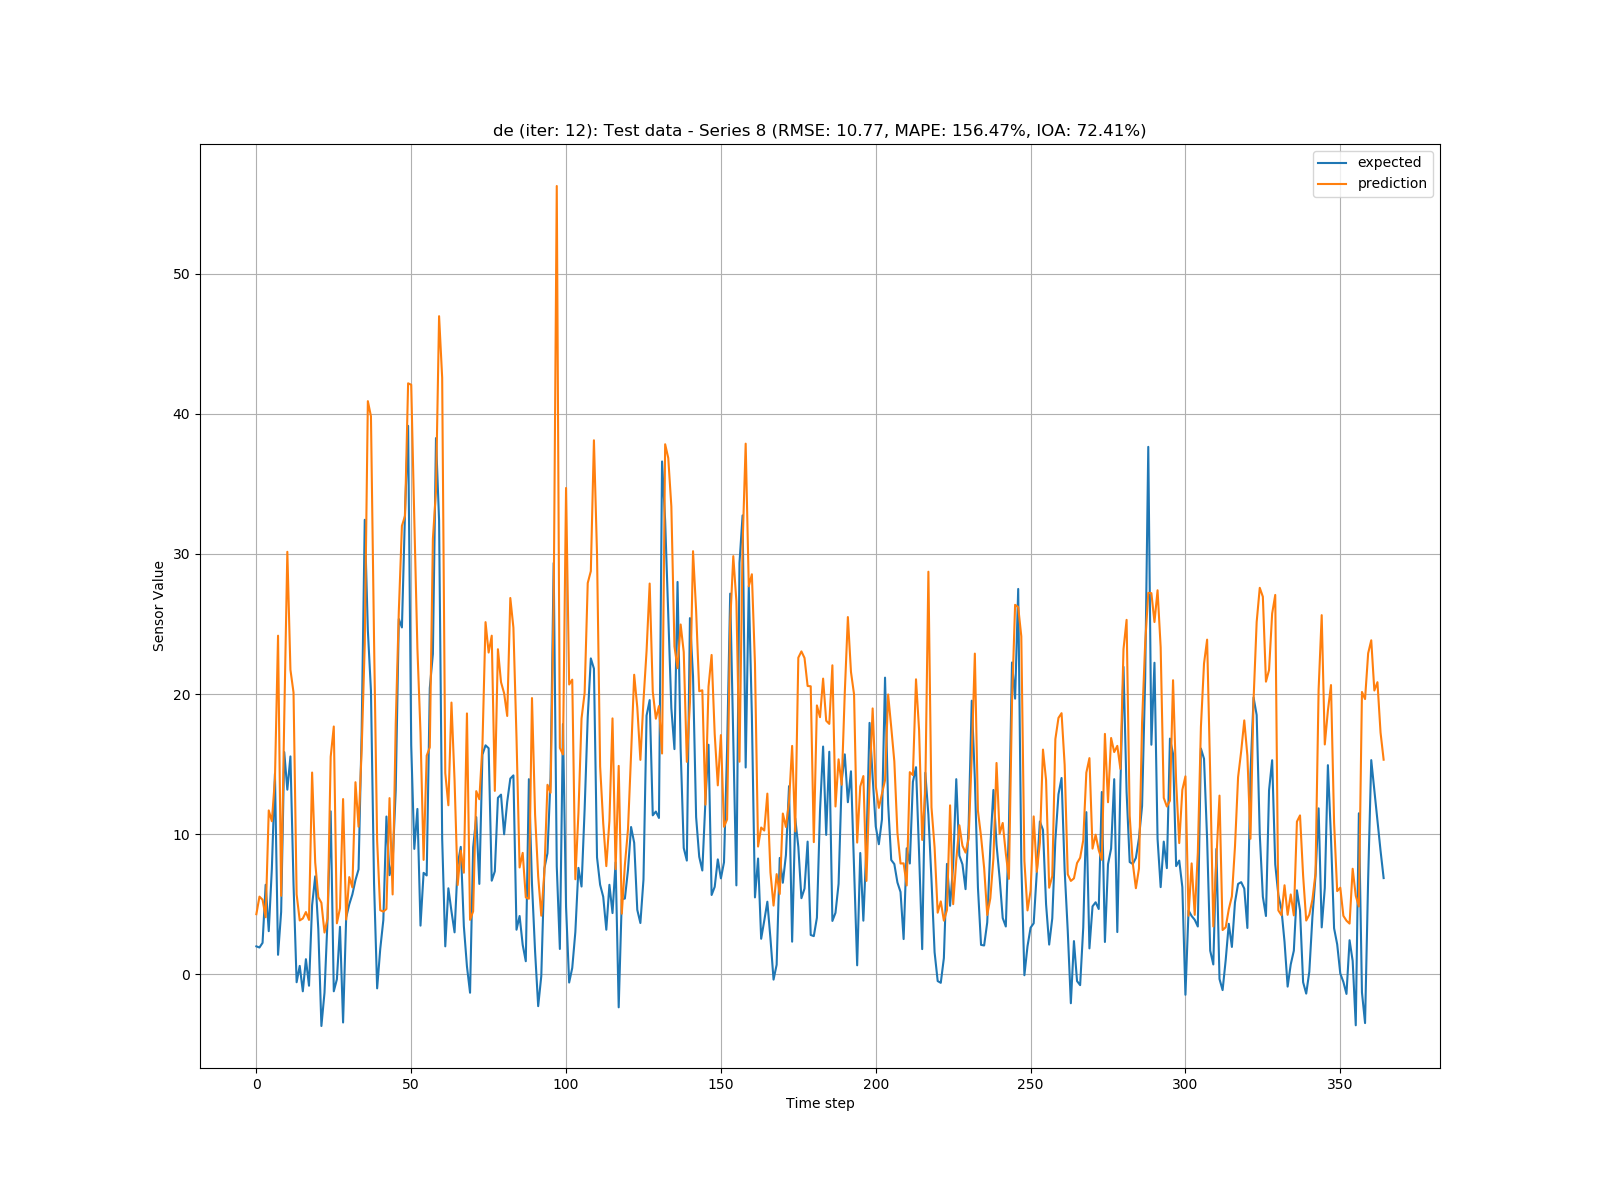 de (iter: 12): Test data - Series 8 (RMSE: 10.77, MAPE: 156.47%, IOA: 72.41%)
expected
prediction
50
40
30
20
10
0
Sensor Value
0 50 100 150 200 250 300 350
Time step